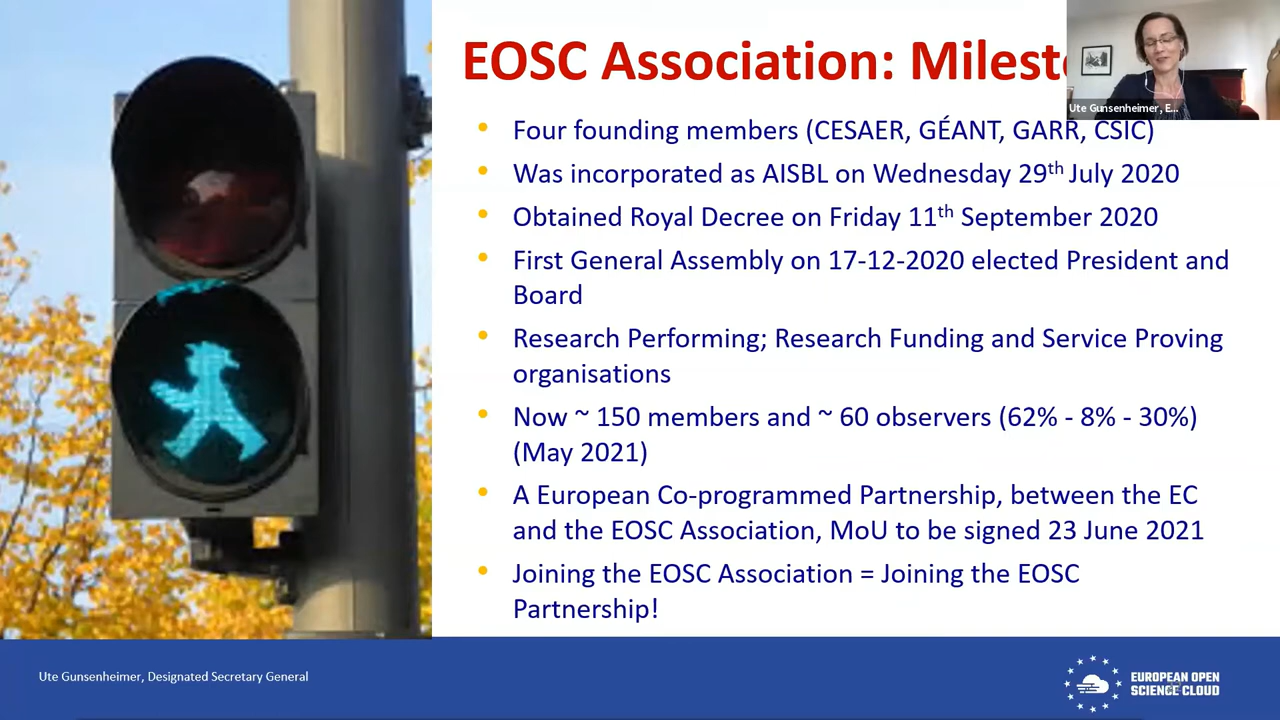 EOSC Association: Milest
Ute Gunsenheimer, E...
Four founding members (CESAER, GÉANT, GARR, CSIC)
Was incorporated as AISBL on Wednesday 29th July 2020
Obtained Royal Decree on Friday 11th September 2020
First General Assembly on 17-12-2020 elected President and
Board
Research Performing; Research Funding and Service Proving
organisations
Now ~ 150 members and ~ 60 observers (62% - 8% - 30%)
(May 2021)
A European Co-programmed Partnership, between the EC
and the EOSC Association, MoU to be signed 23 June 2021
Joining the EOSC Association = Joining the EOSC
Partnership!
Ute Gunsenheimer, Designated Secretary General
EUROPEAN OPEN
SCIENCE CLOUD